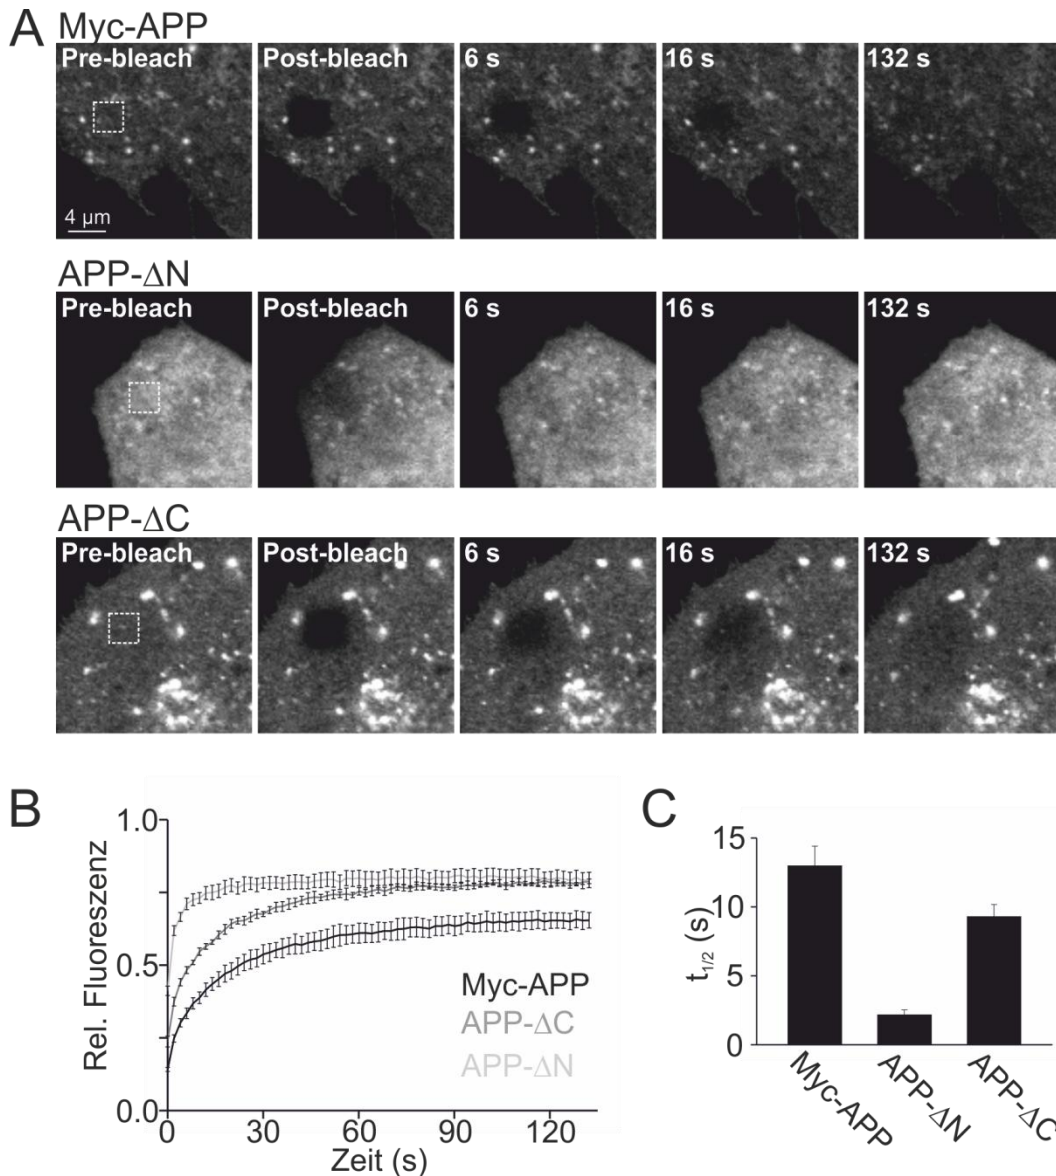 A
Myc-APP
Pre-bleach Post-bleach 6 s 16 s 132 s
4 µm
APP-ΔN
Pre-bleach Post-bleach 6 s 16 s 132 s
APP-ΔC
Pre-bleach Post-bleach 6 s 16 s 132 s
B
Rel. Fluoreszenz
1.0
0.5
0.0
0 30 60 90 120
Zeit (s)
Myc-APP
APP-ΔC
APP-ΔN
C
t1/2 (s)
15
10
5
0
Myc-APP
APP-ΔN
APP-ΔC